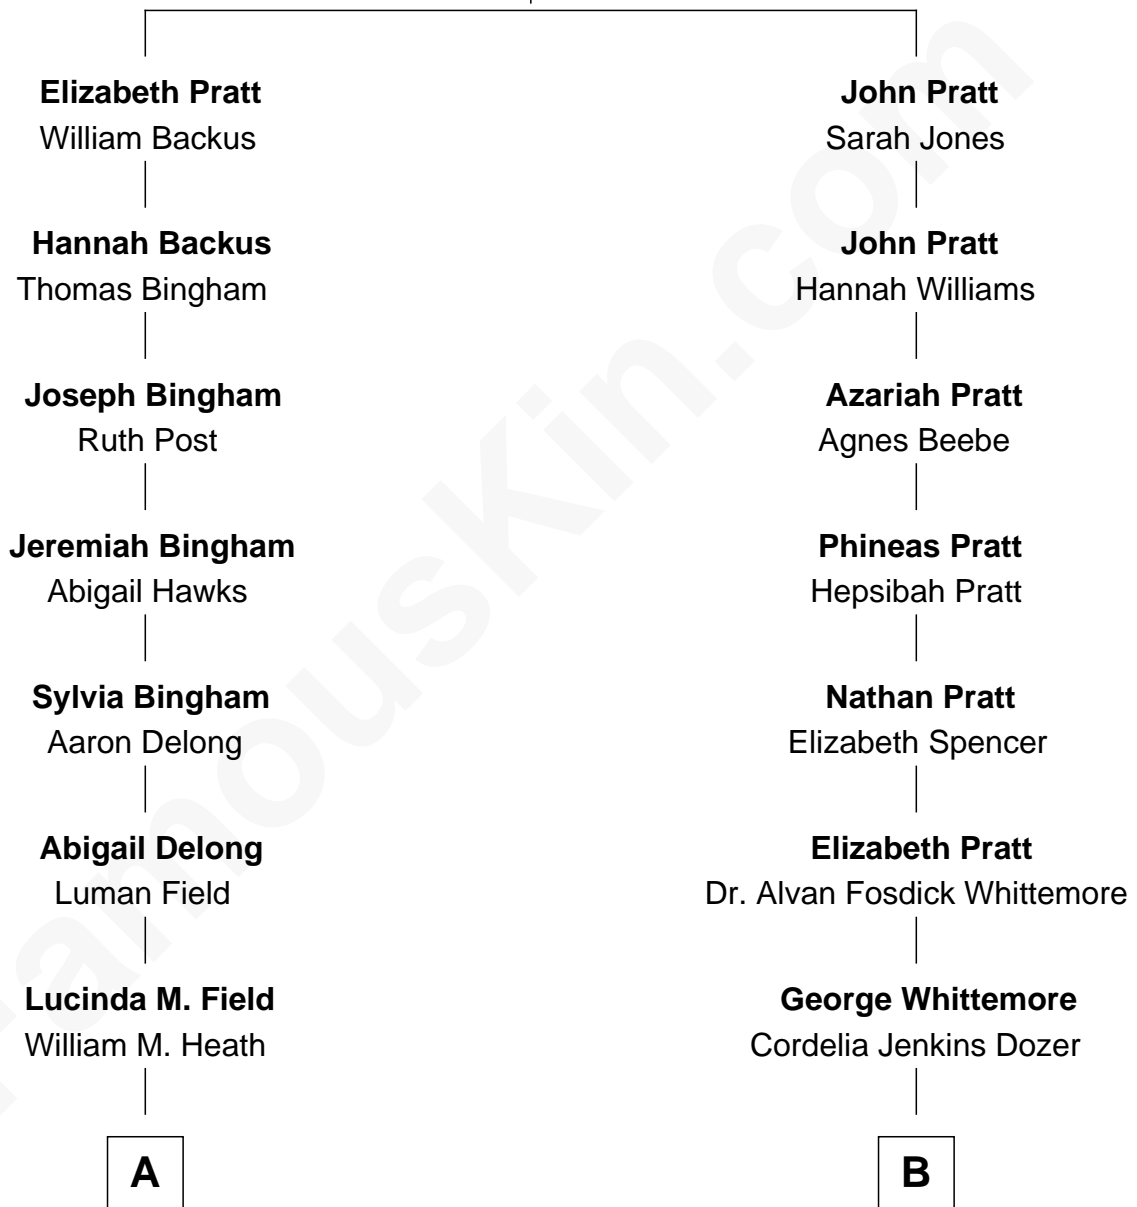 Elizabeth Pratt
William Backus
Hannah Backus
Thomas Bingham
Joseph Bingham
Ruth Post
Jeremiah Bingham
Abigail Hawks
Sylvia Bingham
Aaron Delong
Abigail Delong
Luman Field
Lucinda M. Field
William M. Heath
A
John Pratt
Sarah Jones
John Pratt
Hannah Williams
Azariah Pratt
Agnes Beebe
Phineas Pratt
Hepsibah Pratt
Nathan Pratt
Elizabeth Spencer
Elizabeth Pratt
Dr. Alvan Fosdick Whittemore
George Whittemore
Cordelia Jenkins Dozer
B
FamousKin.com